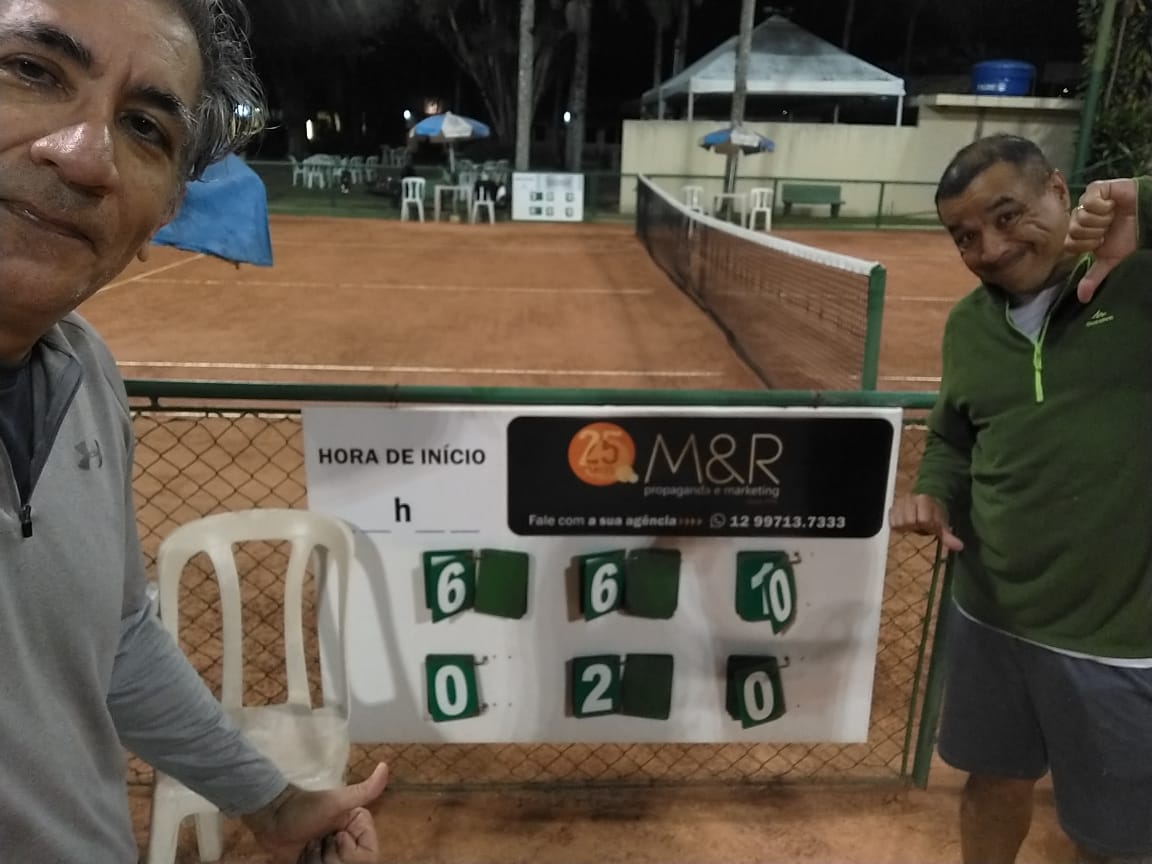 HORA DE INÍCIO
h
25
M&R
propaganda e marketing
Fale com a sua agência 12 99713.7333
6 6 10
0 2 0